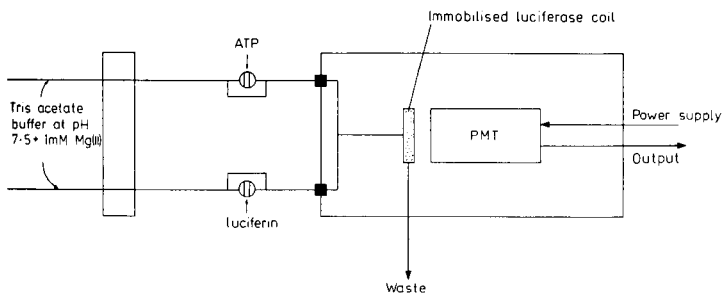 Immobilised luciferase coil
ATP
Tris acetate
buffer at pH
7·5+ 1mM Mg(II)
PMT
Power supply
Output
luciferin
Waste